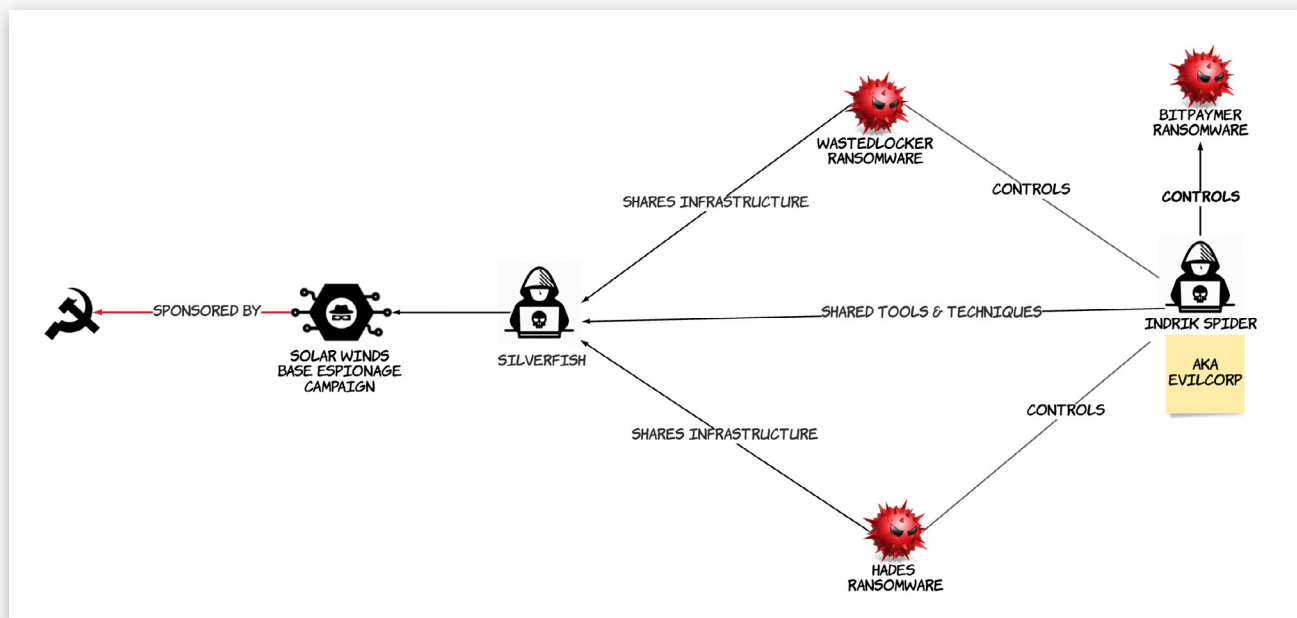 BITPAYMER
RANSOMWARE
WASTEDLOCKER
RANSOMWARE
CONTROLS
CONTROLS
SHARES INFRASTRUCTURE
SPONSORED BY
SHARED TOOLS & TECHNIQUES
INDRIK SPIDER
SOLAR WINDS
BASE ESPIONAGE
CAMPAIGN
SILVERFISH
AKA
EVILCORP
CONTROLS
SHARES INFRASTRUCTURE
HADES
RANSOMWARE